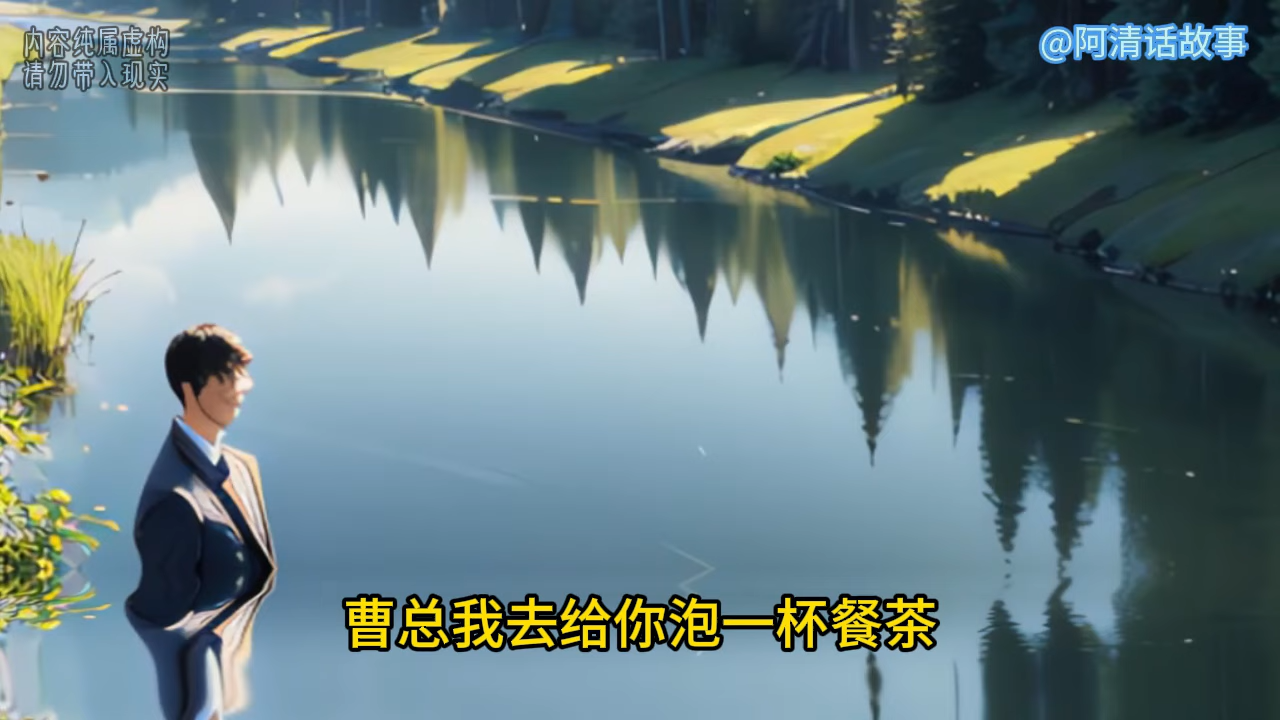 内容纯属虚构
请勿带入现实
@阿清话故事
曹总我去给你泡一杯餐茶